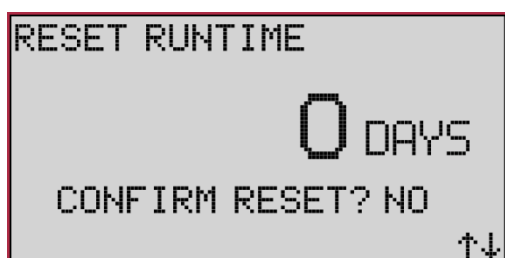 RESET RUNTIME
0 DAYS
CONFIRM RESET? NO
↑↓